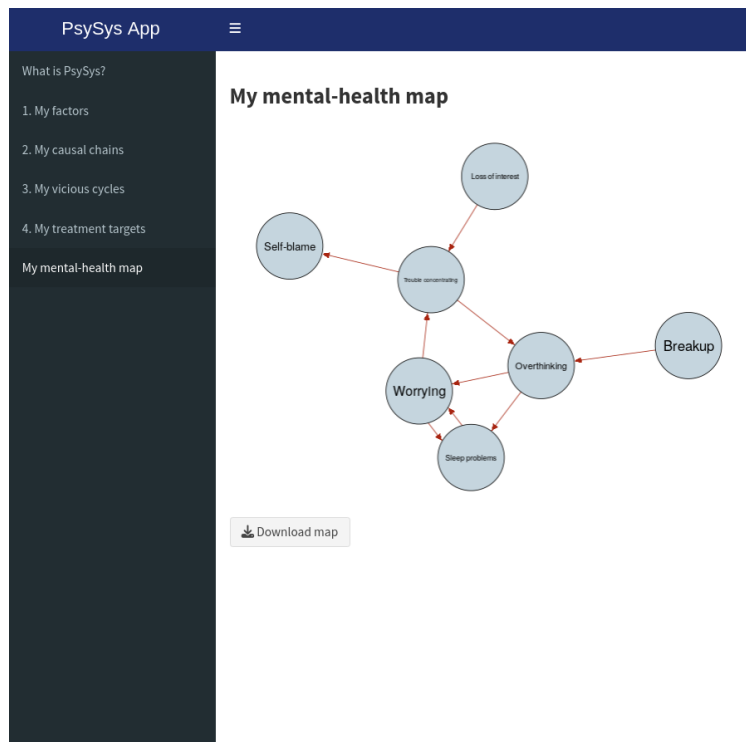 PsySys App
What is PsySys?
1. My factors
2. My causal chains
3. My vicious cycles
4. My treatment targets
My mental-health map
My mental-health map
Loss of interest
Self-blame
Trouble concentrating
Breakup
Overthinking
Worrying
Sleep problems
Download map